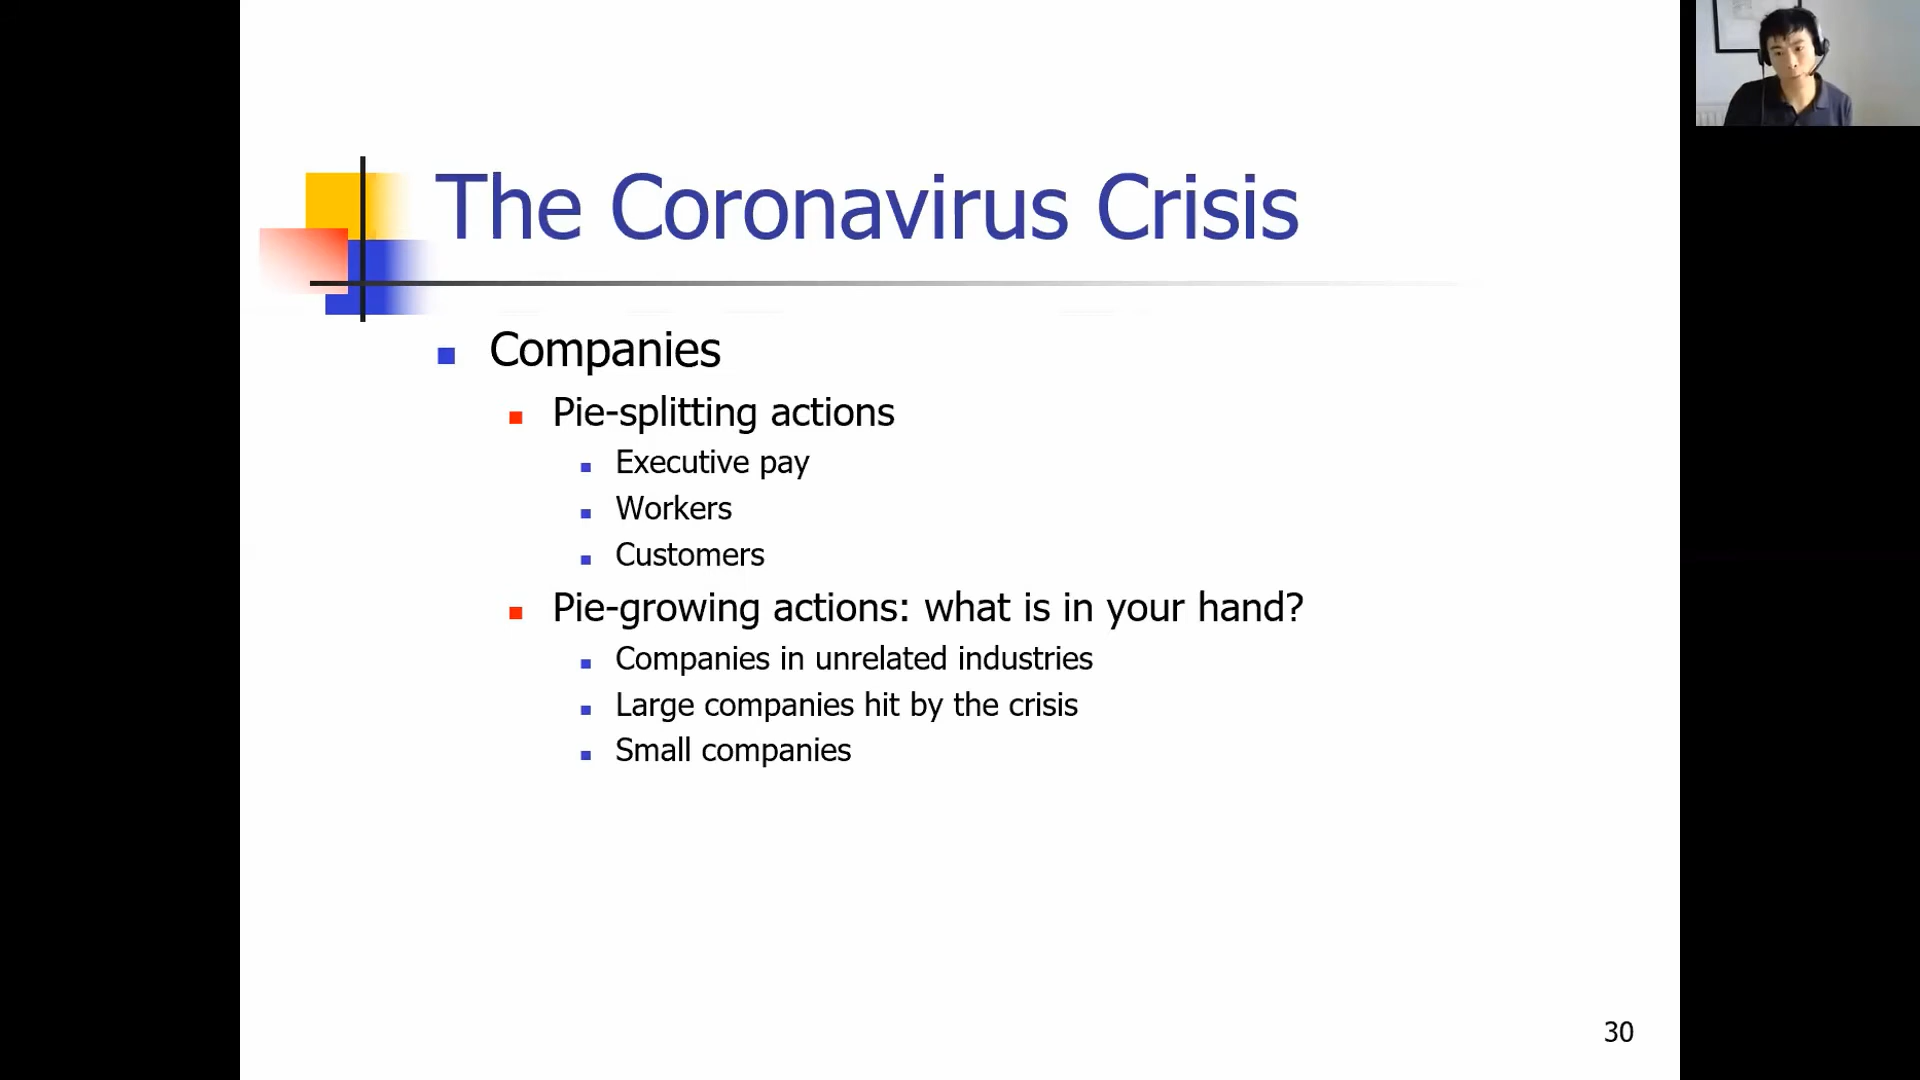 The Coronavirus Crisis
Companies
Pie-splitting actions
Executive pay
Workers
Customers
Pie-growing actions: what is in your hand?
Companies in unrelated industries
Large companies hit by the crisis
Small companies
30